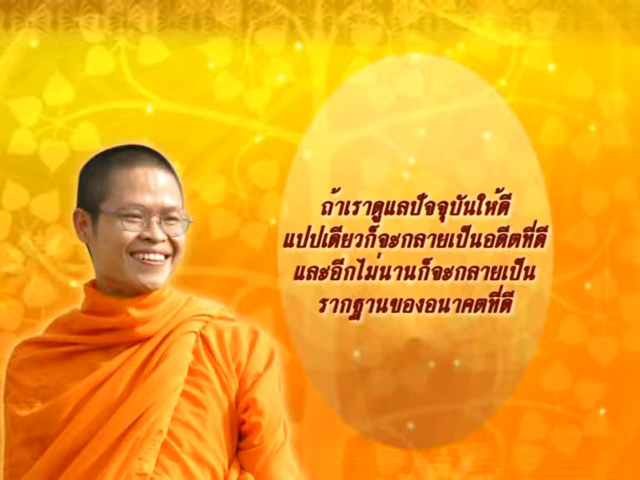 ถ้าเราดูแลปัจจุบันให้ดี
แปปเดียวก็จะกลายเป็นอดีตที่ดี
และอีกไม่นานก็จะกลายเป็น
รากฐานของอนาคตที่ดี